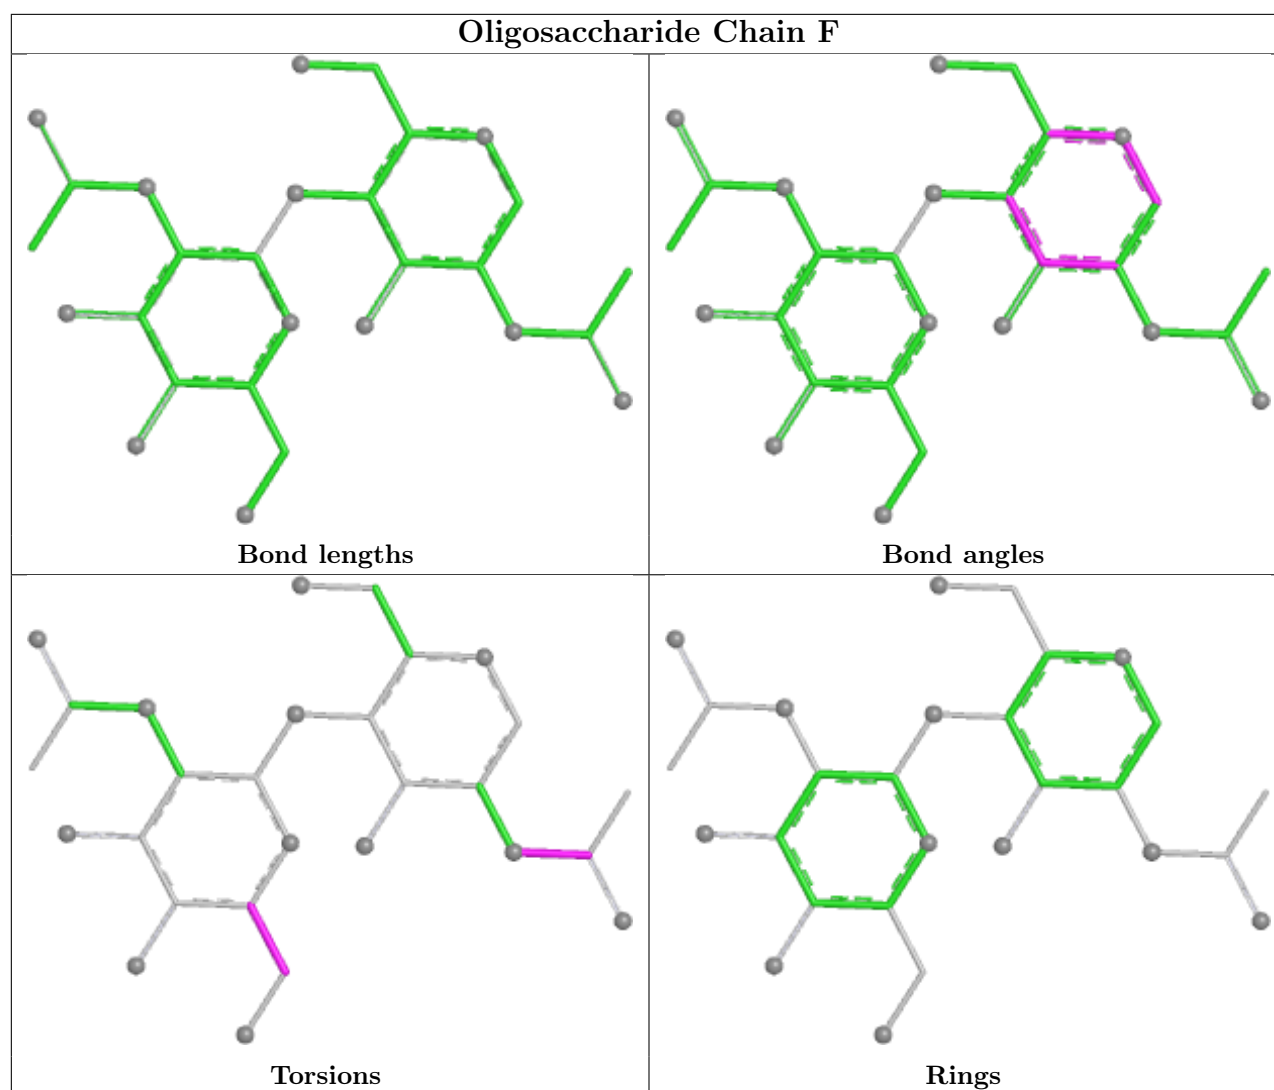 Oligosaccharide Chain F
Bond lengths
Bond angles
Torsions
Rings